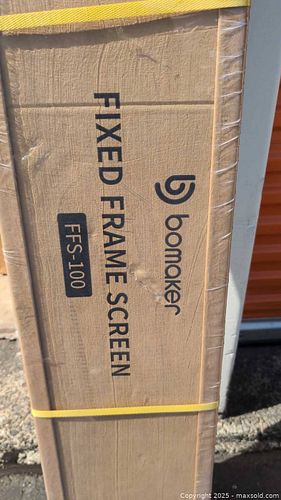 bomaker
FIXED FRAME SCREEN
FFS-100
Copyright © 2025 - maxsold.com